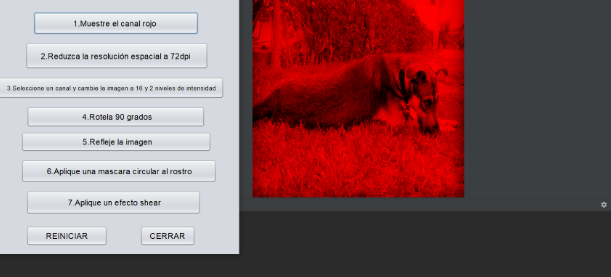 1.Muestre el canal rojo
2.Reduzca la resolución espacial a 72dpi
3.Seleccione un canal y cambie la imagen a 16 y 2 niveles de intensidad
4.Rotela 90 grados
5.Refleje la imagen
6.Aplique una mascara circular al rostro
7.Aplique un efecto shear
REINICIAR
CERRAR